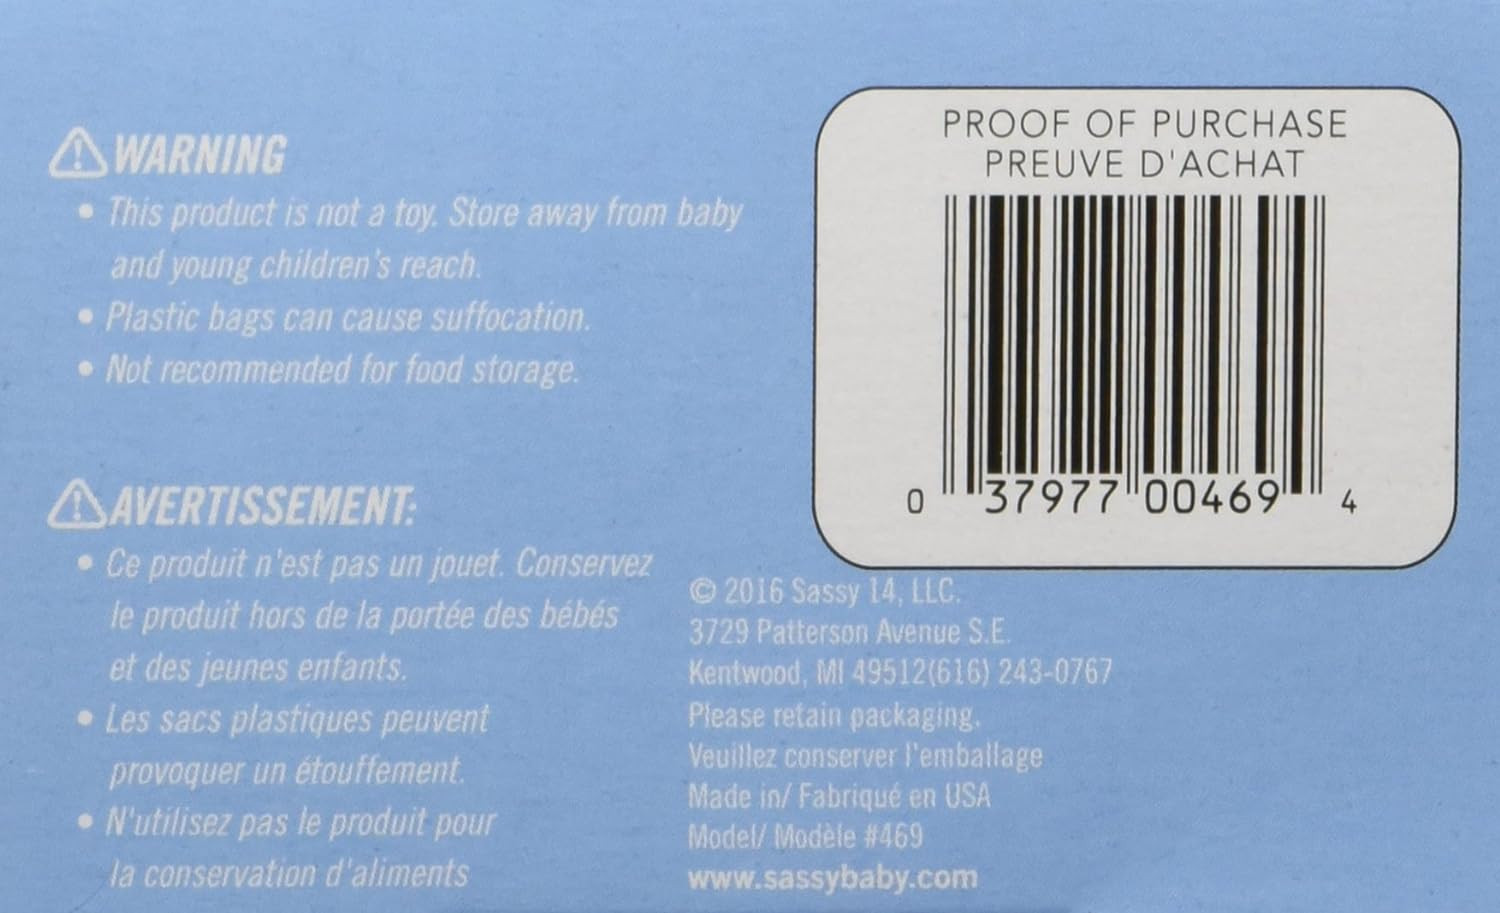 WARNING
• This product is not a toy. Store away from baby
and young children's reach.
• Plastic bags can cause suffocation.
• Not recommended for food storage.
AVERTISSEMENT:
• Ce produit n'est pas un jouet. Conservez
le produit hors de la portée des bébés
et des jeunes enfants.
• Les sacs plastiques peuvent
provoquer un étouffement.
• N'utilisez pas le produit pour
la conservation d'aliments
PROOF OF PURCHASE
PREUVE D'ACHAT
0 37977 00469 4
© 2016 Sassy 14, LLC.
3729 Patterson Avenue S.E.
Kentwood, MI 49512(616) 243-0767
Please retain packaging.
Veuillez conserver l'emballage
Made in/ Fabriqué en USA
Model/ Modèle #469
www.sassybaby.com